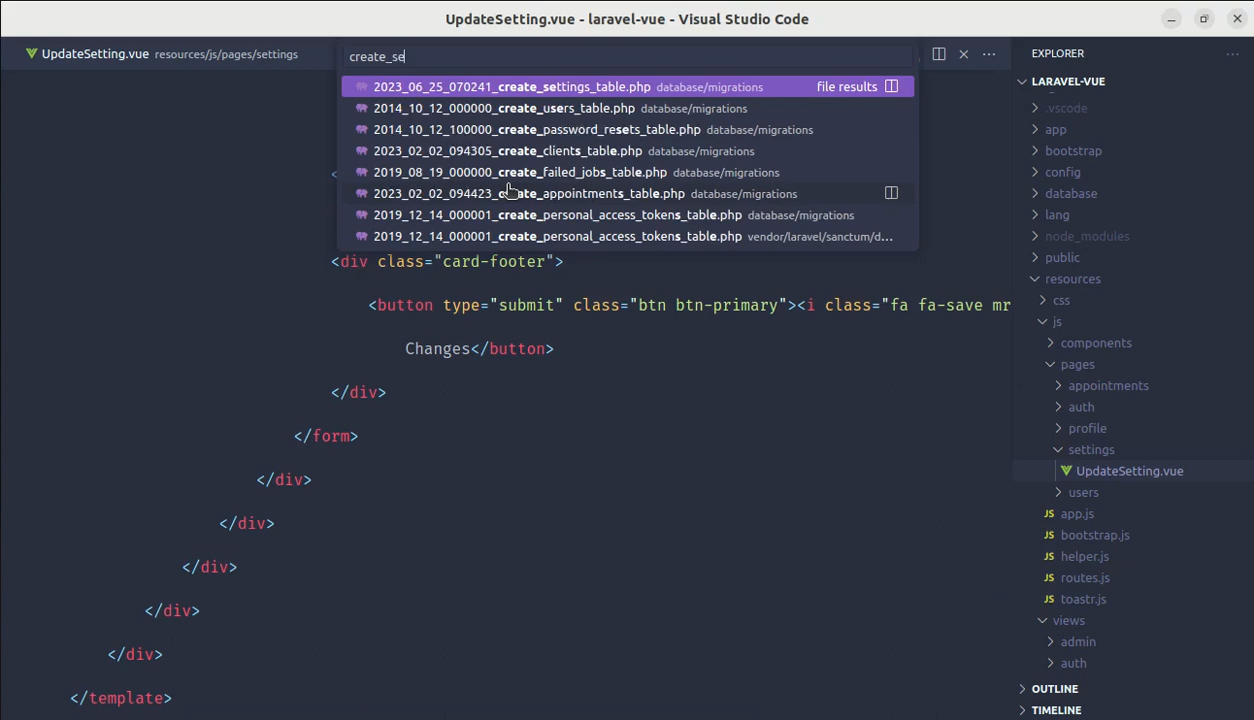 UpdateSetting.vue - laravel-vue - Visual Studio Code
UpdateSetting.vue resources/js/pages/settings
create_se
2023_06_25_070241_create_settings_table.php database/migrations file results
2014_10_12_000000_create_users_table.php database/migrations
2014_10_12_100000_create_password_resets_table.php database/migrations
2023_02_02_094305_create_clients_table.php database/migrations
2019_08_19_000000_create_failed_jobs_table.php database/migrations
2023_02_02_094423_create_appointments_table.php database/migrations
2019_12_14_000001_create_personal_access_tokens_table.php database/migrations
2019_12_14_000001_create_personal_access_tokens_table.php vendor/laravel/sanctum/d...
<
<div class="card-footer">
<button type="submit" class="btn btn-primary"><i class="fa fa-save mr
Changes</button>
</div>
</form>
</div>
</div>
</div>
</div>
</div>
</template>
EXPLORER
LARAVEL-VUE
.vscode
app
bootstrap
config
database
lang
node_modules
public
resources
css
js
components
pages
appointments
auth
profile
settings
UpdateSetting.vue
users
JS app.js
JS bootstrap.js
JS helper.js
JS routes.js
JS toastr.js
views
admin
auth
OUTLINE
TIMELINE